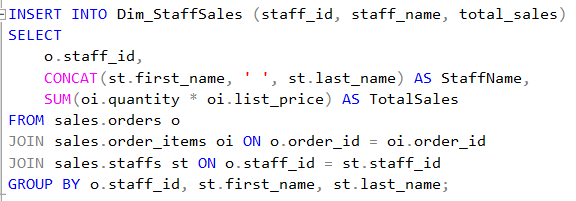 INSERT INTO Dim_StaffSales (staff_id, staff_name, total_sales)
SELECT
    o.staff_id,
    CONCAT(st.first_name, ' ', st.last_name) AS StaffName,
    SUM(oi.quantity * oi.list_price) AS TotalSales
FROM sales.orders o
JOIN sales.order_items oi ON o.order_id = oi.order_id
JOIN sales.staffs st ON o.staff_id = st.staff_id
GROUP BY o.staff_id, st.first_name, st.last_name;